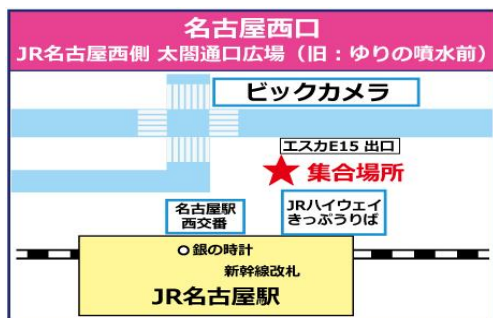 名古屋西口
JR名古屋西側 太閤通口広場（旧：ゆりの噴水前）
ビックカメラ
エスカE15 出口
★集合場所
名古屋駅
西交番
JRハイウェイ
きっぷうりば
銀の時計
新幹線改札
JR名古屋駅